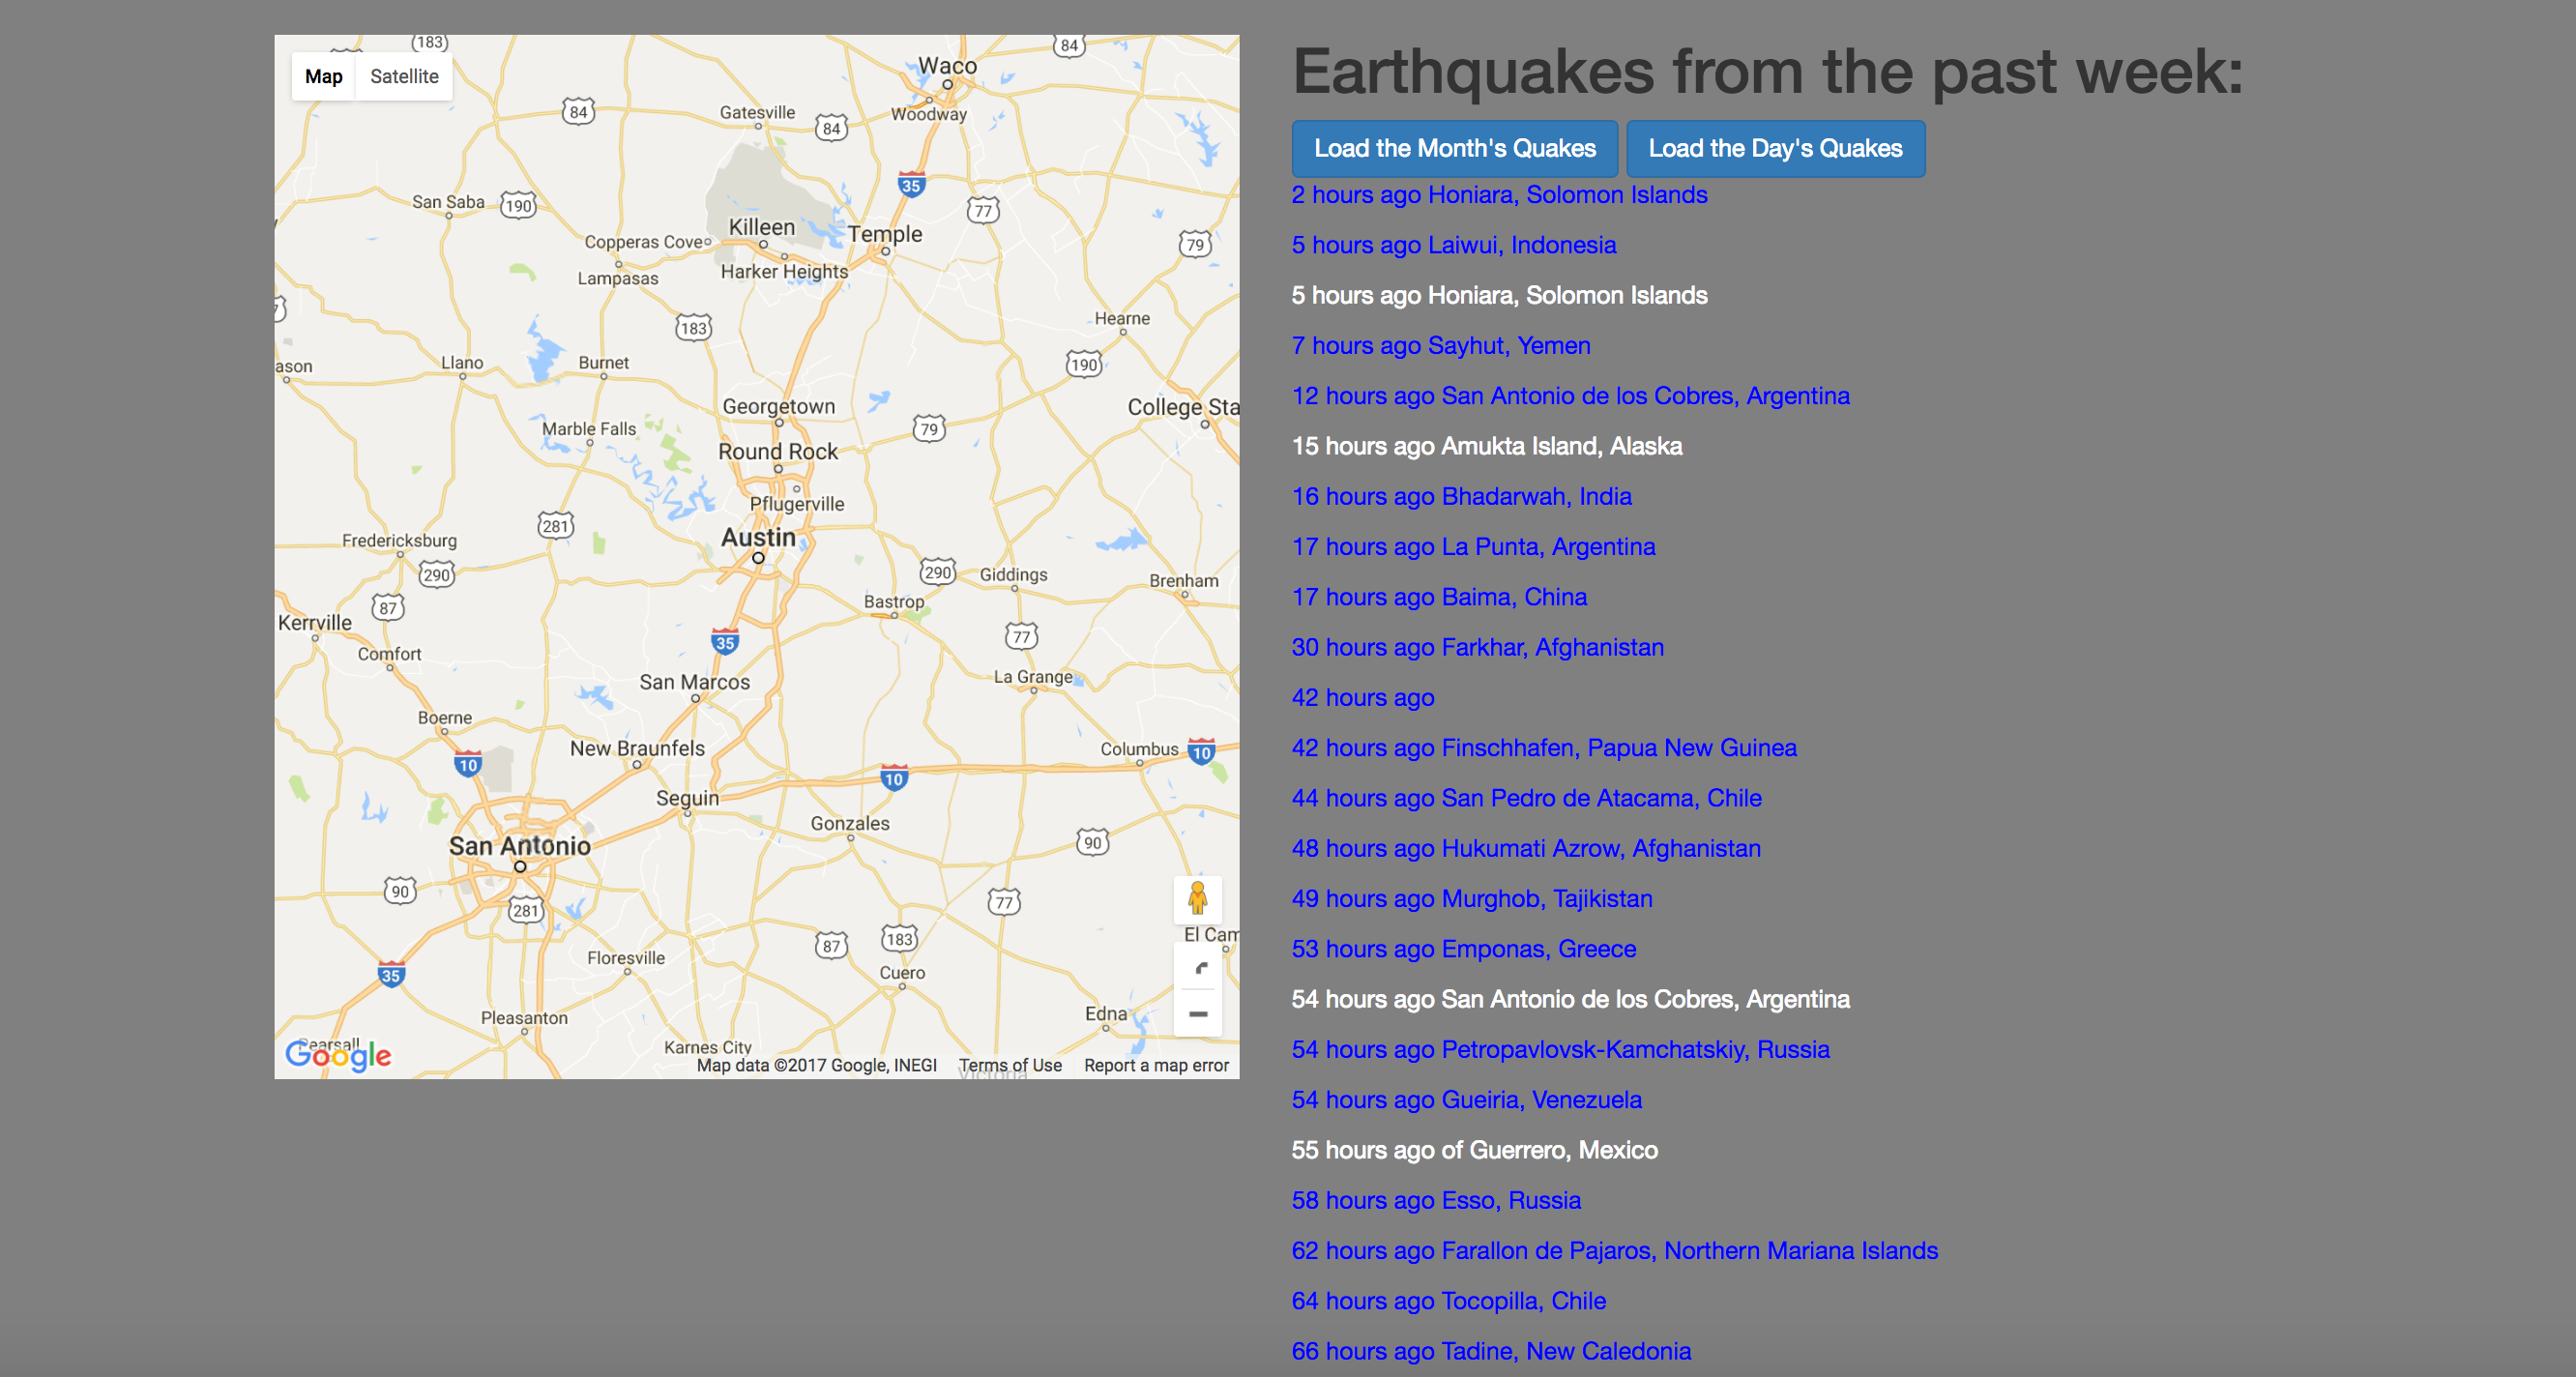 Map Satellite
183
84
Waco
Woodway
Gatesville
84
84
35
San Saba
190
77
Killeen
Temple
Copperas Cove
79
Harker Heights
Lampasas
183
Hearne
ason
Llano
Burnet
190
Georgetown
College Sta
Marble Falls
79
Round Rock
Pflugerville
281
Austin
Fredericksburg
290
290
Giddings
Brenham
87
Bastrop
Kerrville
35
77
Comfort
San Marcos
La Grange
Boerne
New Braunfels
Columbus
10
10
10
Seguin
Gonzales
San Antonio
90
90
281
77
87
183
El Cam
Floresville
35
Cuero
Pleasanton
Edna
Pearsall
Google
Karnes City
Map data ©2017 Google, INEGI Terms of Use Report a map error
Victoria
Earthquakes from the past week:
Load the Month's Quakes Load the Day's Quakes
2 hours ago Honiara, Solomon Islands
5 hours ago Laiwui, Indonesia
5 hours ago Honiara, Solomon Islands
7 hours ago Sayhut, Yemen
12 hours ago San Antonio de los Cobres, Argentina
15 hours ago Amukta Island, Alaska
16 hours ago Bhadarwah, India
17 hours ago La Punta, Argentina
17 hours ago Baima, China
30 hours ago Farkhar, Afghanistan
42 hours ago
42 hours ago Finschhafen, Papua New Guinea
44 hours ago San Pedro de Atacama, Chile
48 hours ago Hukumati Azrow, Afghanistan
49 hours ago Murghob, Tajikistan
53 hours ago Emponas, Greece
54 hours ago San Antonio de los Cobres, Argentina
54 hours ago Petropavlovsk-Kamchatskiy, Russia
54 hours ago Gueiria, Venezuela
55 hours ago of Guerrero, Mexico
58 hours ago Esso, Russia
62 hours ago Farallon de Pajaros, Northern Mariana Islands
64 hours ago Tocopilla, Chile
66 hours ago Tadine, New Caledonia